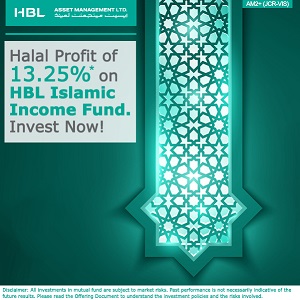 HBL
ASSET MANAGEMENT LTD.
AM2+ (JCR-VIS)
Halal Profit of
13.25%* on
HBL Islamic
Income Fund.
Invest Now!
Disclaimer: All investments in mutual fund are subject to market risks. Past performance is not necessarily indicative of the
future results. Please read the Offering Document to understand the investment policies and the risks involved.